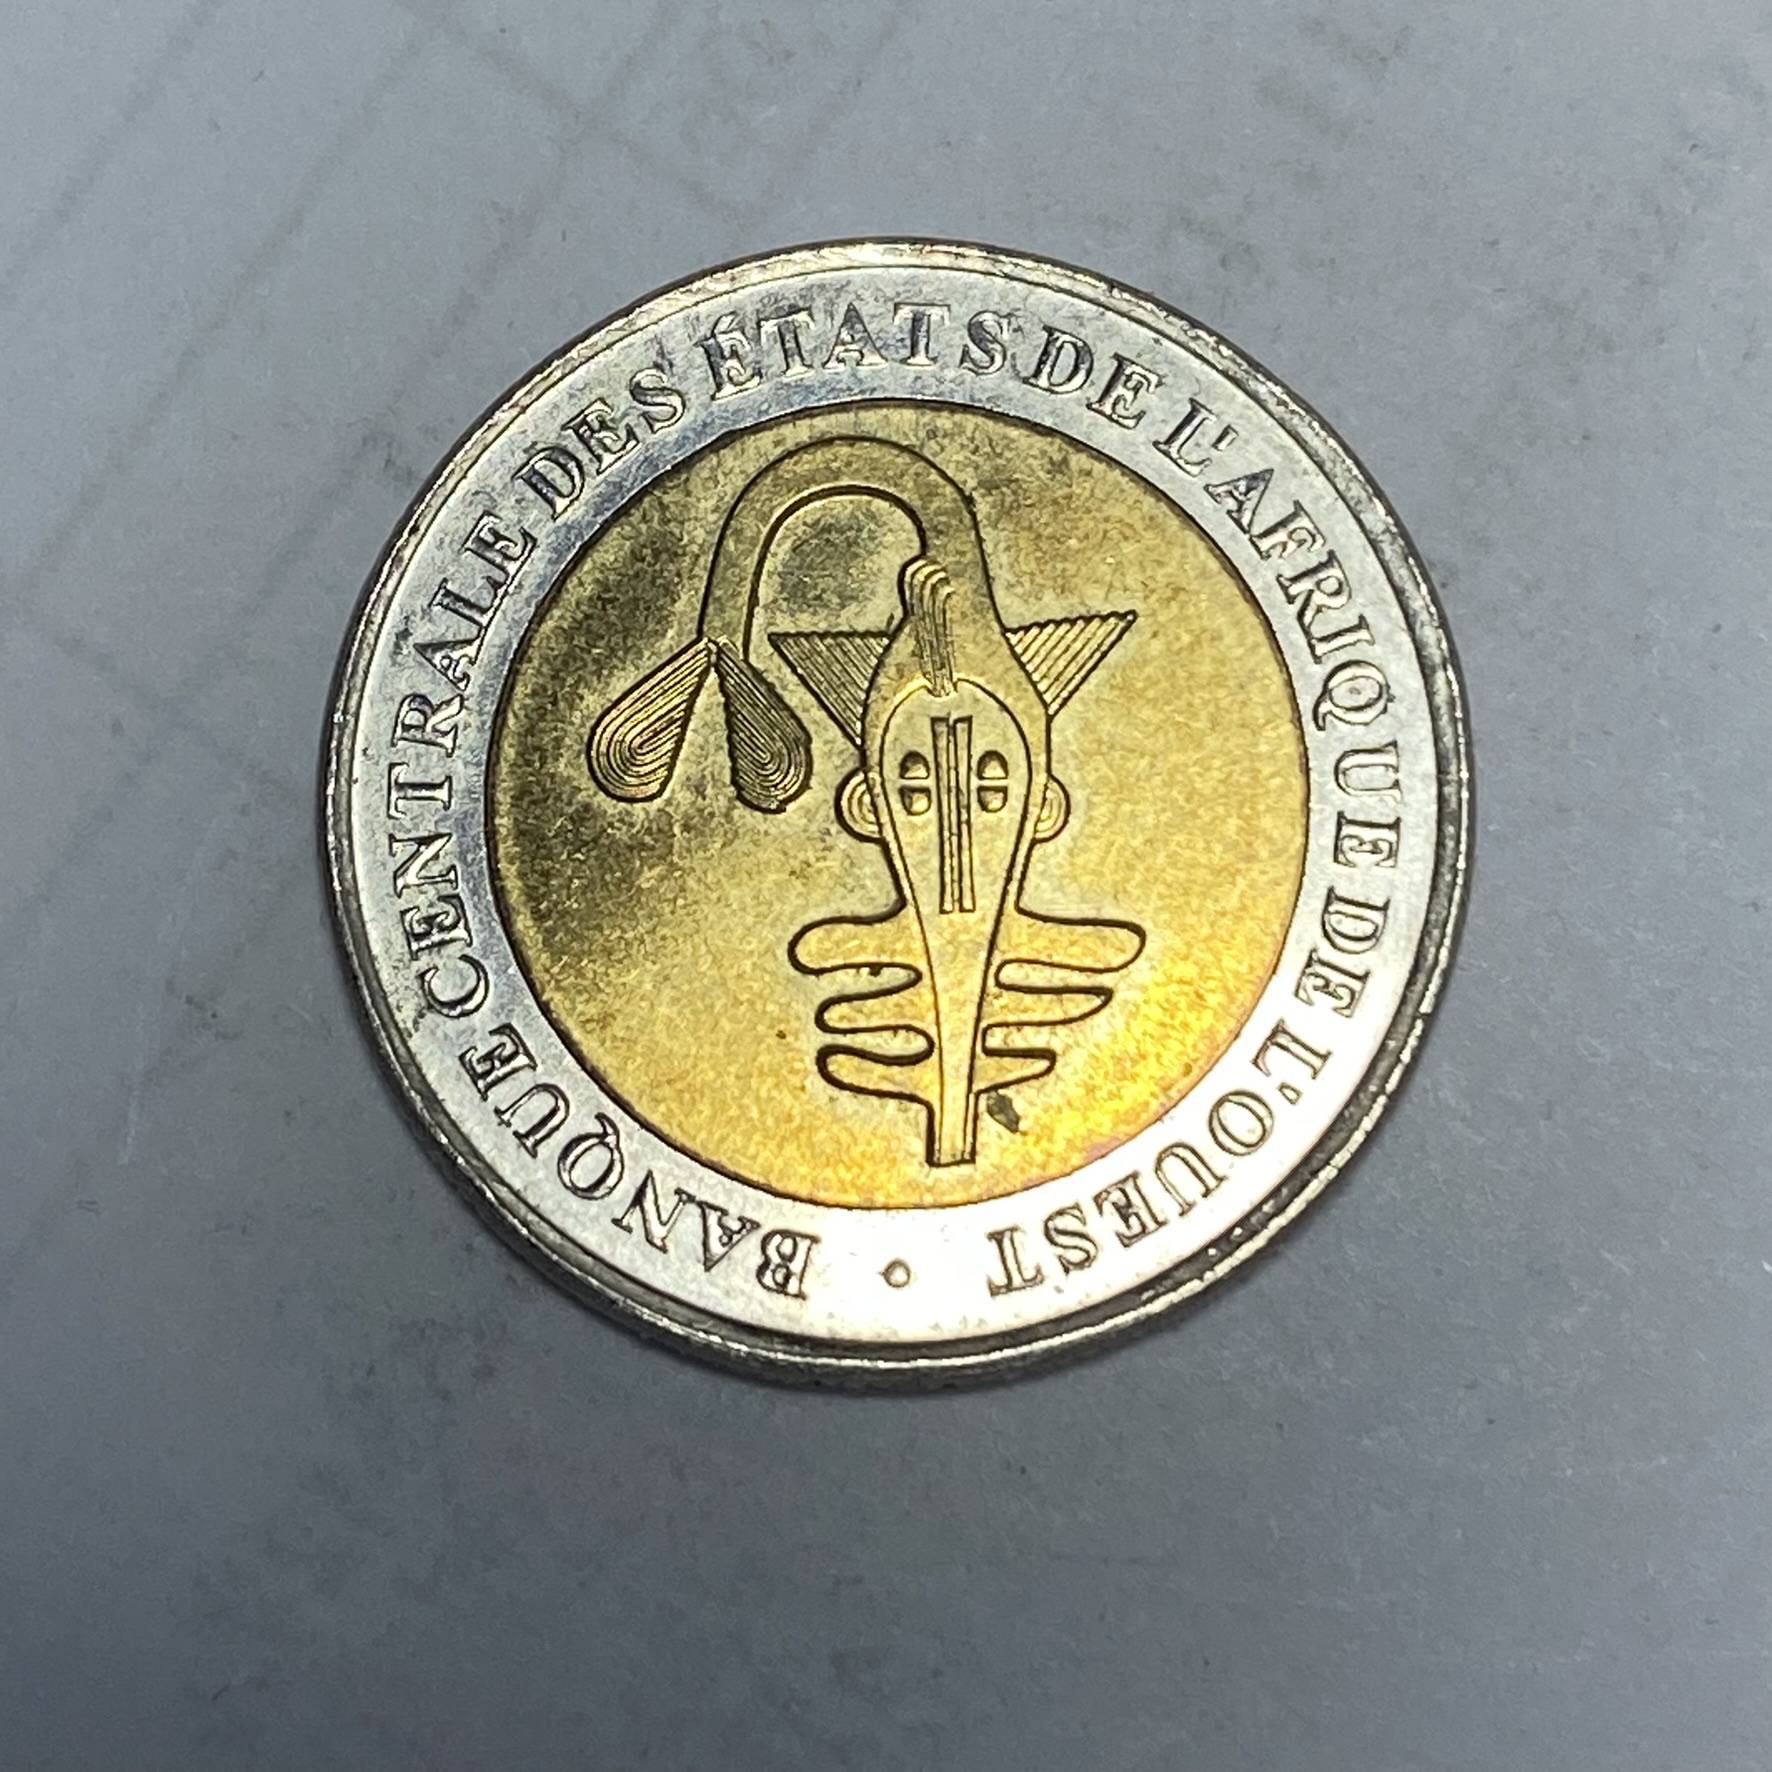 BANQUE CENTRALE DES ÉTATS DE L'AFRIQUE DE L'OUEST